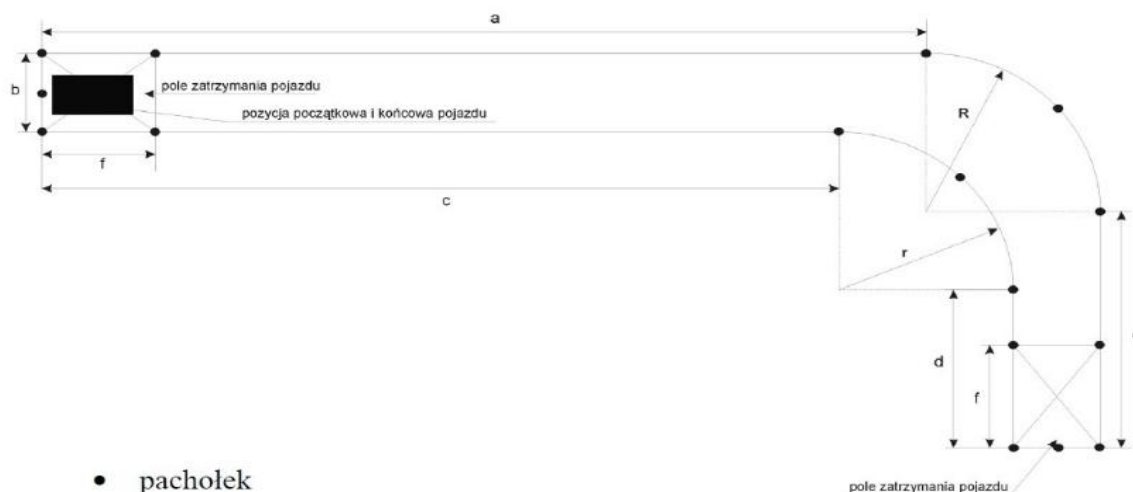 a
b
pole zatrzymania pojazdu
pozycja początkowa i końcowa pojazdu
f
R
c
r
d
f
pachołek
pole zatrzymania pojazdu